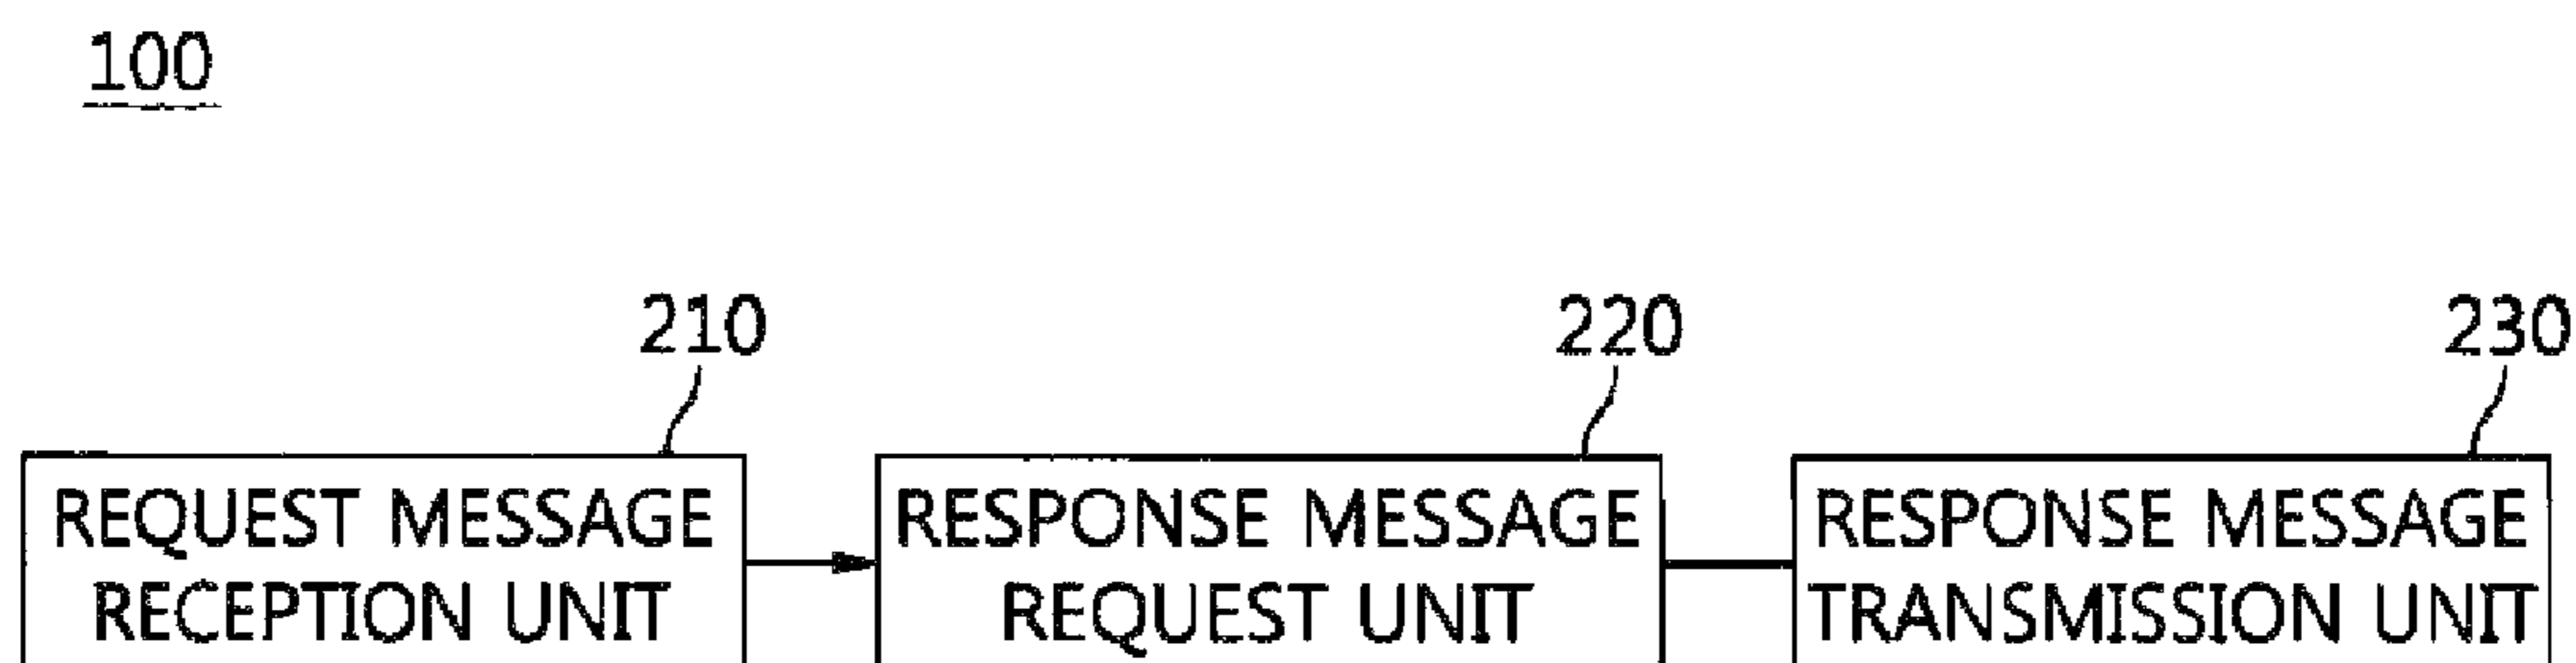 100
210
220
230
REQUEST MESSAGE
RECEPTION UNIT
RESPONSE MESSAGE
REQUEST UNIT
RESPONSE MESSAGE
TRANSMISSION UNIT